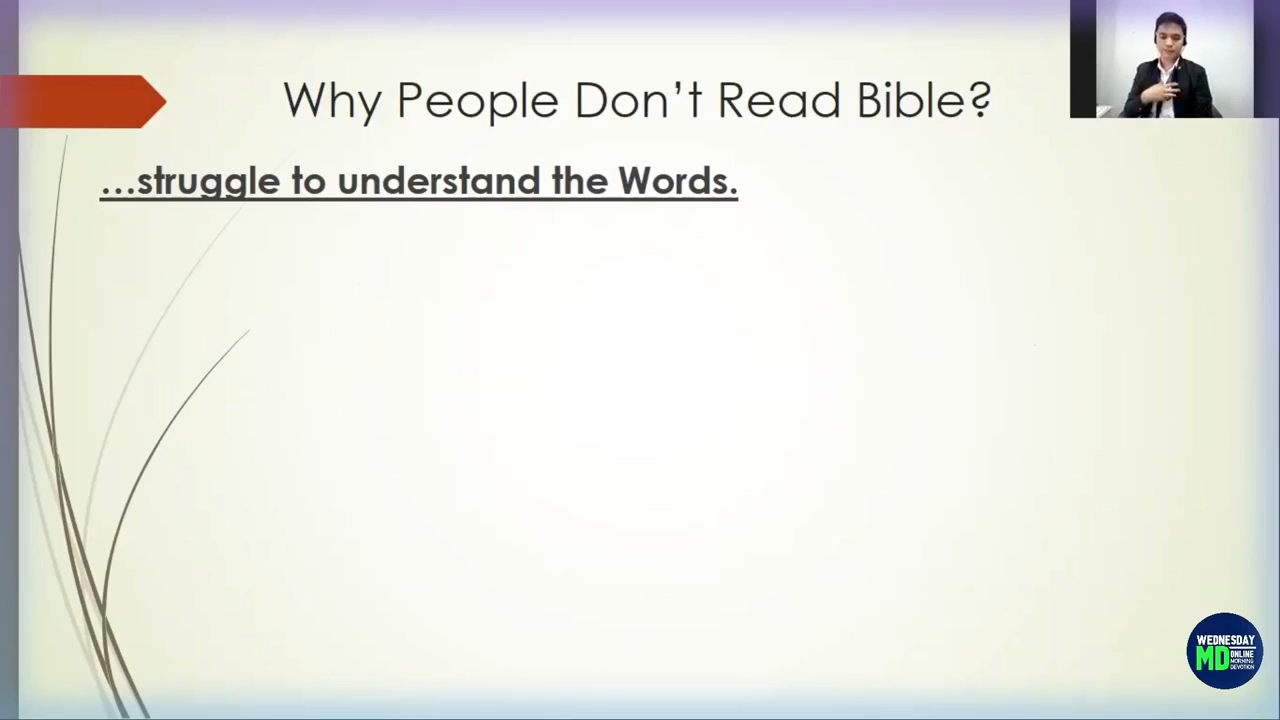 Why People Don’t Read Bible?
…struggle to understand the Words.
WEDNESDAY
MD ONLINE
MORNING
DEVOTION